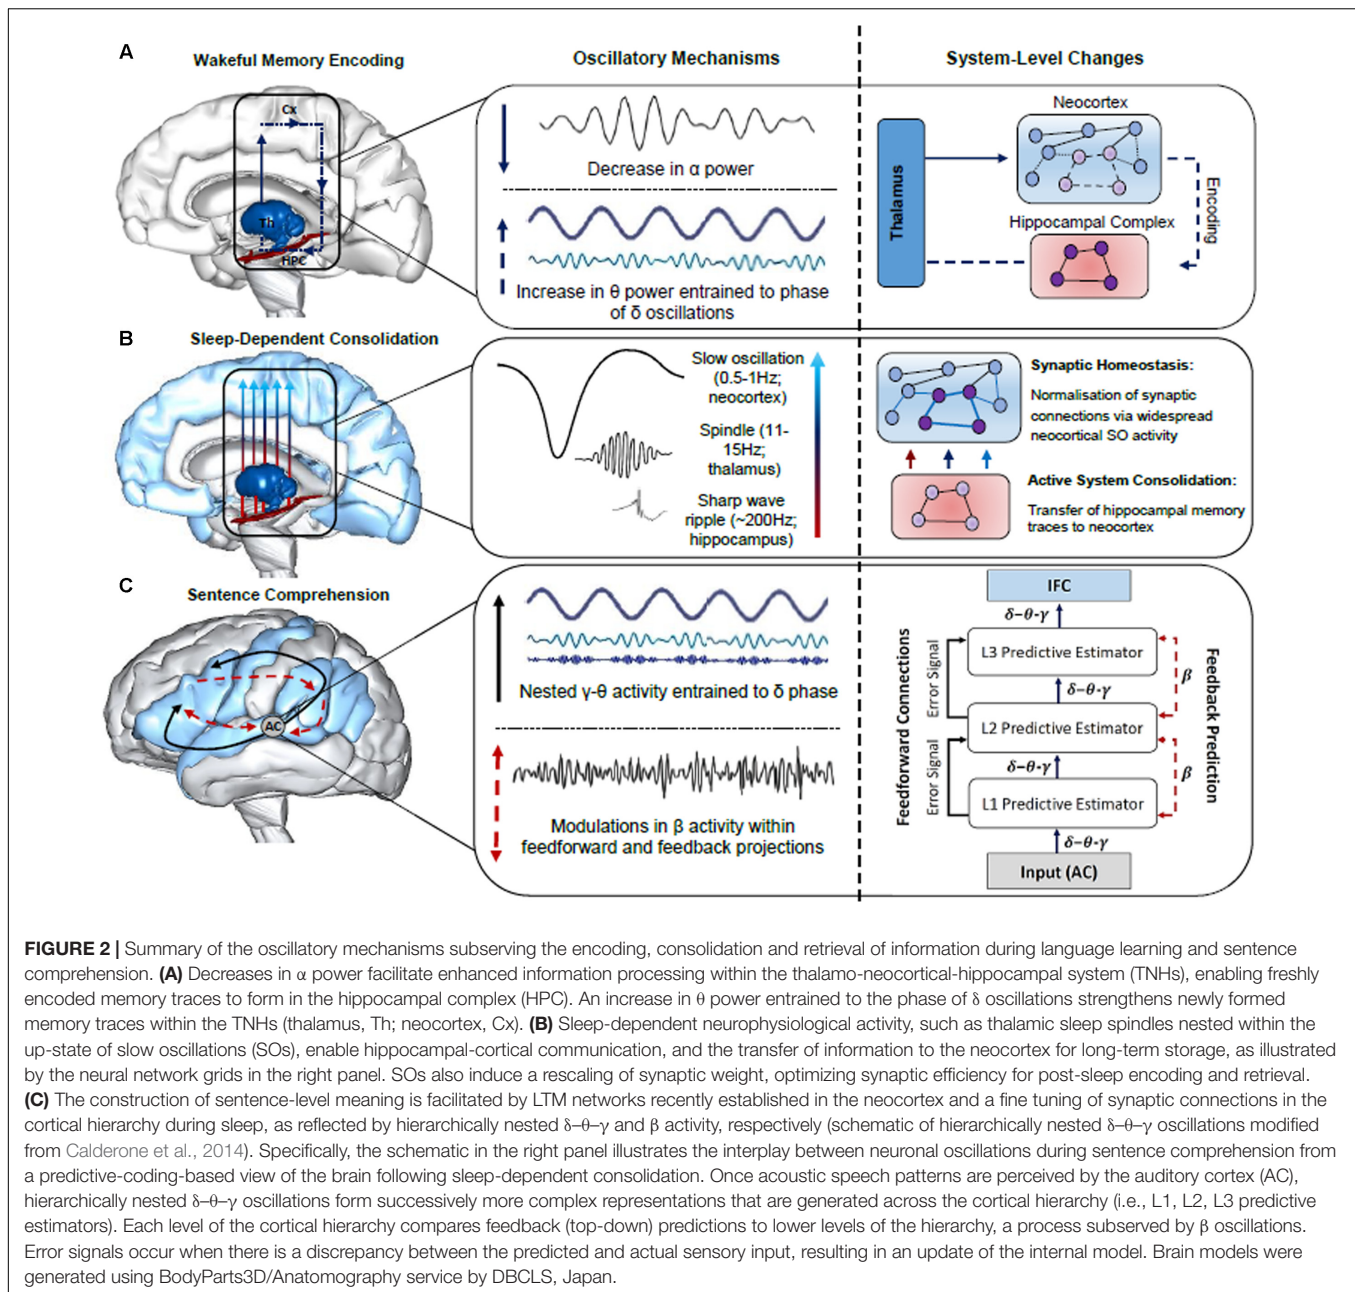 A
Wakeful Memory Encoding
Oscillatory Mechanisms
System-Level Changes
Cx
Th
HPC
Decrease in α power
Increase in θ power entrained to phase
of δ oscillations
Thalamus
Neocortex
Hippocampal Complex
Encoding
B
Sleep-Dependent Consolidation
Slow oscillation
(0.5-1Hz;
neocortex)
Spindle (11-
15Hz;
thalamus)
Sharp wave
ripple (~200Hz;
hippocampus)
Synaptic Homeostasis:
Normalisation of synaptic
connections via widespread
neocortical SO activity
Active System Consolidation:
Transfer of hippocampal memory
traces to neocortex
C
Sentence Comprehension
AC
Nested γ-θ activity entrained to δ phase
Modulations in β activity within
feedforward and feedback projections
Feedforward Connections
Error Signal
Error Signal
IFC
δ–θ-γ
L3 Predictive Estimator
δ–θ-γ
L2 Predictive Estimator
δ–θ-γ
L1 Predictive Estimator
δ–θ-γ
Input (AC)
β
β
Feedback Prediction
FIGURE 2 | Summary of the oscillatory mechanisms subserving the encoding, consolidation and retrieval of information during language learning and sentence
comprehension. (A) Decreases in α power facilitate enhanced information processing within the thalamo-neocortical-hippocampal system (TNHs), enabling freshly
encoded memory traces to form in the hippocampal complex (HPC). An increase in θ power entrained to the phase of δ oscillations strengthens newly formed
memory traces within the TNHs (thalamus, Th; neocortex, Cx). (B) Sleep-dependent neurophysiological activity, such as thalamic sleep spindles nested within the
up-state of slow oscillations (SOs), enable hippocampal-cortical communication, and the transfer of information to the neocortex for long-term storage, as illustrated
by the neural network grids in the right panel. SOs also induce a rescaling of synaptic weight, optimizing synaptic efficiency for post-sleep encoding and retrieval.
(C) The construction of sentence-level meaning is facilitated by LTM networks recently established in the neocortex and a fine tuning of synaptic connections in the
cortical hierarchy during sleep, as reflected by hierarchically nested δ–θ–γ and β activity, respectively (schematic of hierarchically nested δ–θ–γ oscillations modified
from Calderone et al., 2014). Specifically, the schematic in the right panel illustrates the interplay between neuronal oscillations during sentence comprehension from
a predictive-coding-based view of the brain following sleep-dependent consolidation. Once acoustic speech patterns are perceived by the auditory cortex (AC),
hierarchically nested δ–θ–γ oscillations form successively more complex representations that are generated across the cortical hierarchy (i.e., L1, L2, L3 predictive
estimators). Each level of the cortical hierarchy compares feedback (top-down) predictions to lower levels of the hierarchy, a process subserved by β oscillations.
Error signals occur when there is a discrepancy between the predicted and actual sensory input, resulting in an update of the internal model. Brain models were
generated using BodyParts3D/Anatomography service by DBCLS, Japan.